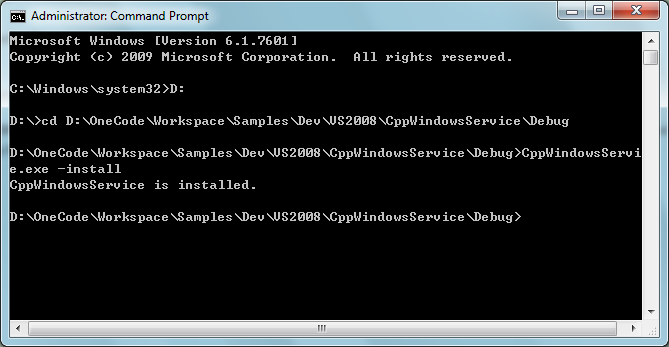 Administrator: Command Prompt
Microsoft Windows [Version 6.1.7601]
Copyright (c) 2009 Microsoft Corporation.  All rights reserved.
C:\Windows\system32>D:
D:\>cd D:\OneCode\Workspace\Samples\Dev\VS2008\CppWindowsService\Debug
D:\OneCode\Workspace\Samples\Dev\VS2008\CppWindowsService\Debug>CppWindowsServi
e.exe -install
CppWindowsService is installed.
D:\OneCode\Workspace\Samples\Dev\VS2008\CppWindowsService\Debug>